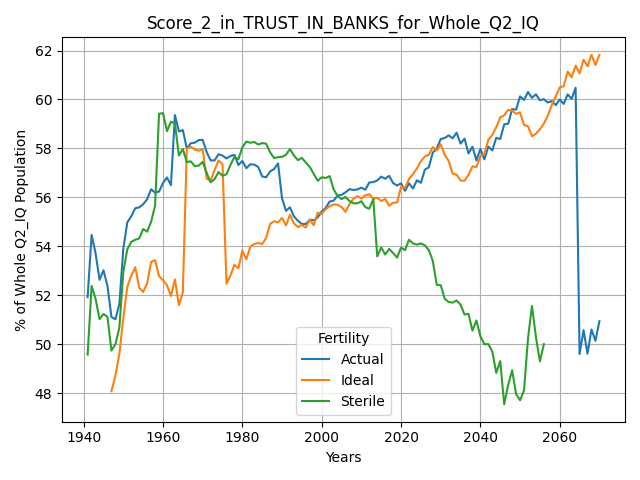 Score_2_in_TRUST_IN_BANKS_for_Whole_Q2_IQ
% of Whole Q2_IQ Population
62
60
58
56
54
52
50
48
Fertility
Actual
Ideal
Sterile
1940 1960 1980 2000 2020 2040 2060
Years